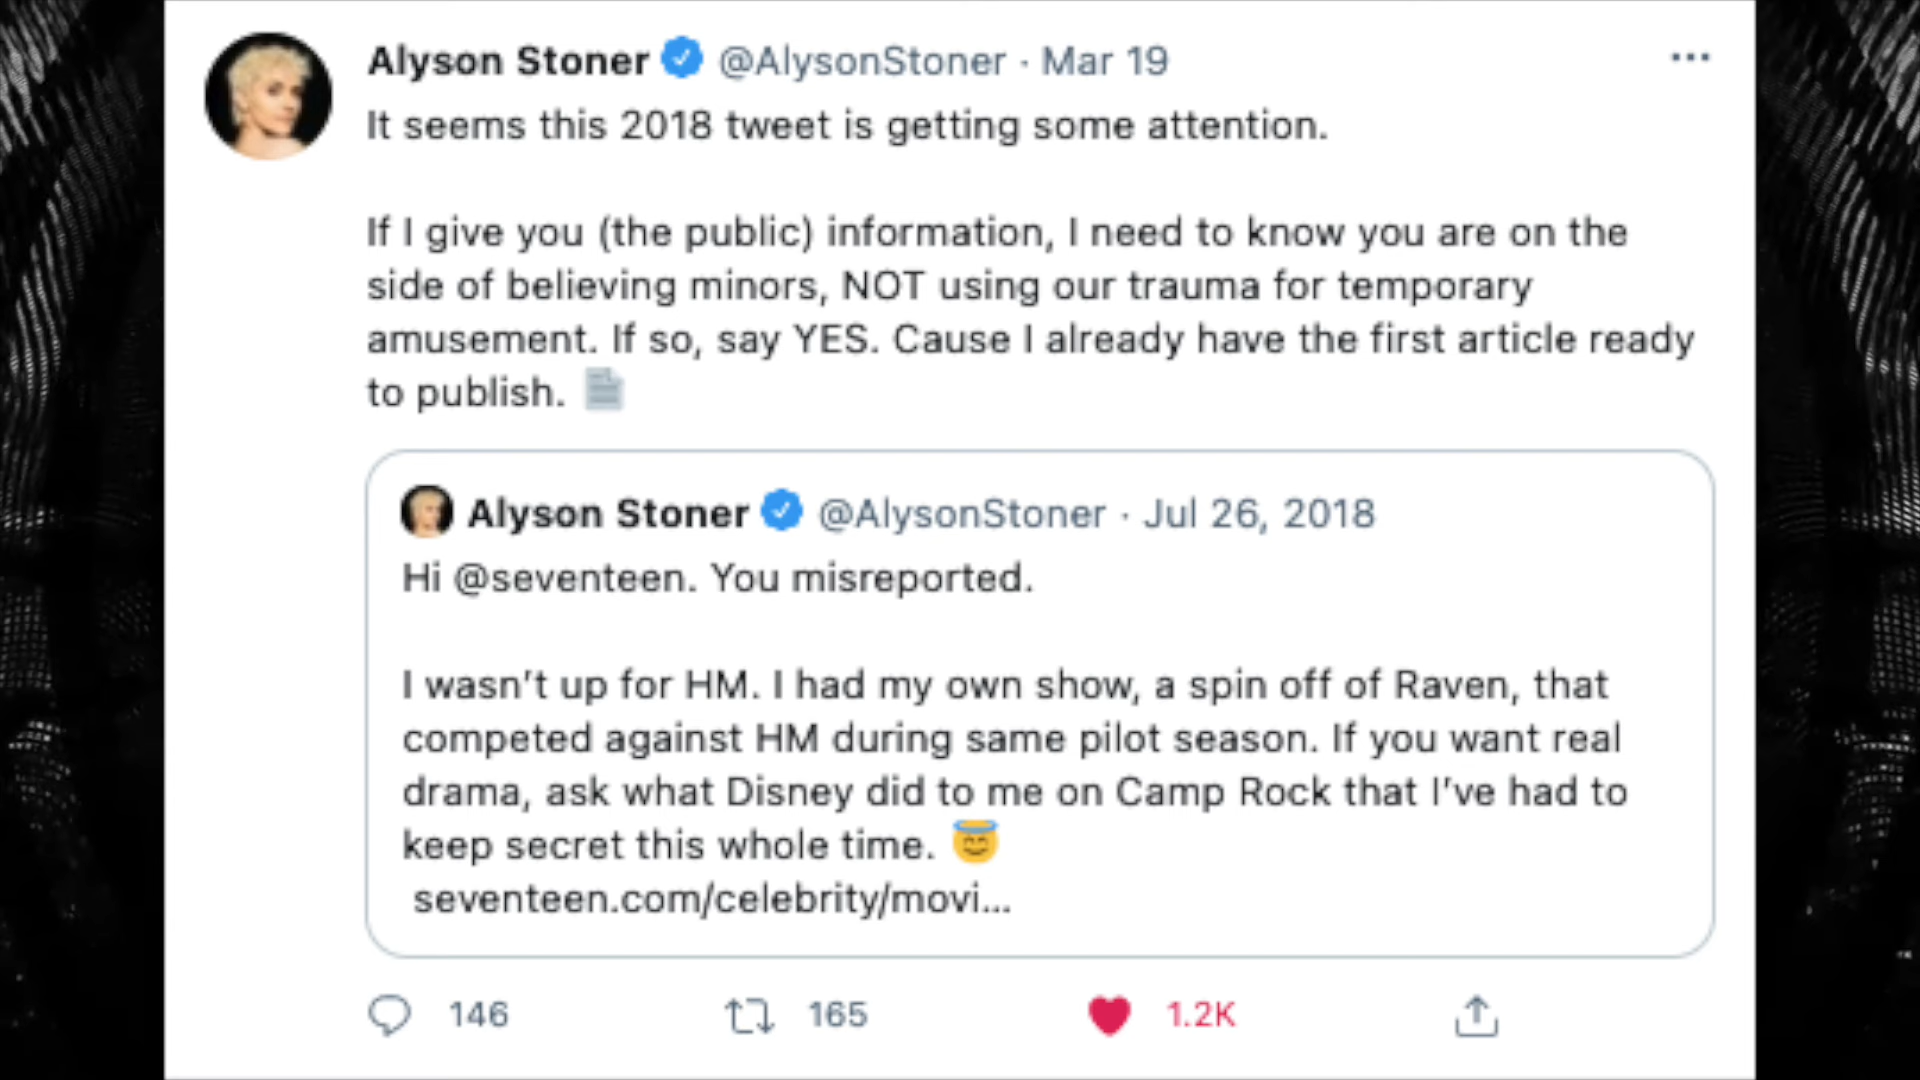 Alyson Stoner @AlysonStoner · Mar 19
It seems this 2018 tweet is getting some attention.
If I give you (the public) information, I need to know you are on the
side of believing minors, NOT using our trauma for temporary
amusement. If so, say YES. Cause I already have the first article ready
to publish.
Alyson Stoner @AlysonStoner · Jul 26, 2018
Hi @seventeen. You misreported.
I wasn't up for HM. I had my own show, a spin off of Raven, that
competed against HM during same pilot season. If you want real
drama, ask what Disney did to me on Camp Rock that I've had to
keep secret this whole time. 😇
seventeen.com/celebrity/movi...
146 165 1.2K